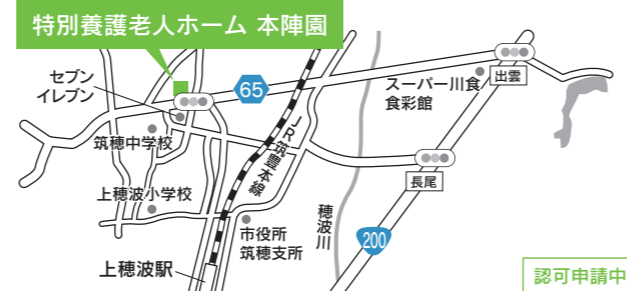 特別養護老人ホーム 本陣園
セブン
イレブン
65
スーパー川食
食彩館
出雲
筑穂中学校
JR筑豊本線
長尾
上穂波小学校
穂波川
市役所
筑穂支所
200
上穂波駅
認可申請中